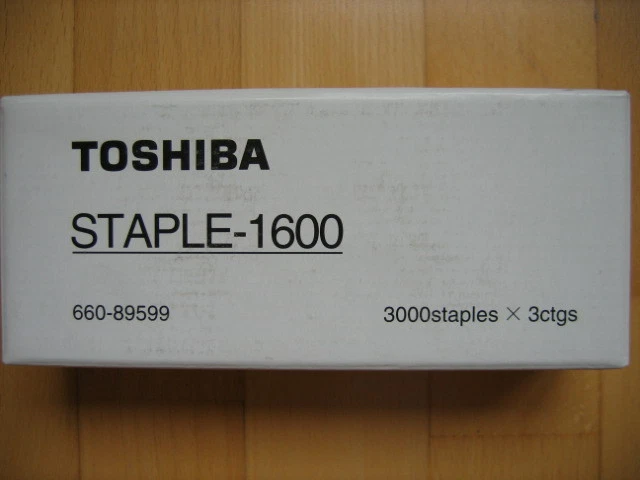 TOSHIBA
STAPLE-1600
660-89599
3000staples × 3ctgs